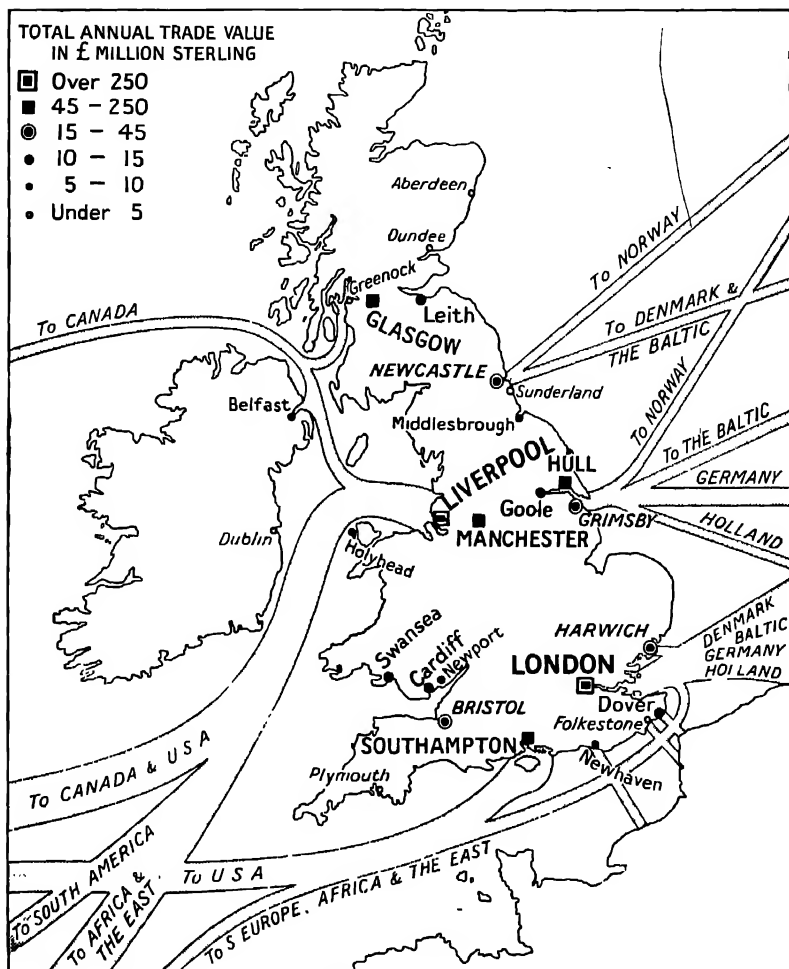 TOTAL ANNUAL TRADE VALUE
IN £ MILLION STERLING
Over 250
45 – 250
15 – 45
10 – 15
5 – 10
Under 5
Aberdeen
Dundee
Greenock
Leith
GLASGOW
TO CANADA
TO NORWAY
TO DENMARK &
THE BALTIC
NEWCASTLE
Sunderland
Belfast
Middlesbrough
TO NORWAY
TO THE BALTIC
LIVERPOOL
HULL
GERMANY
Goole
GRIMSBY
HOLLAND
MANCHESTER
Dublin
Holyhead
HARWICH
DENMARK
BALTIC
GERMANY
HOLLAND
Swansea
Cardiff
Newport
LONDON
BRISTOL
Dover
Folkestone
SOUTHAMPTON
Newhaven
Plymouth
TO CANADA & USA
TO USA
TO SOUTH AMERICA
TO AFRICA &
THE EAST
TO S EUROPE, AFRICA & THE EAST